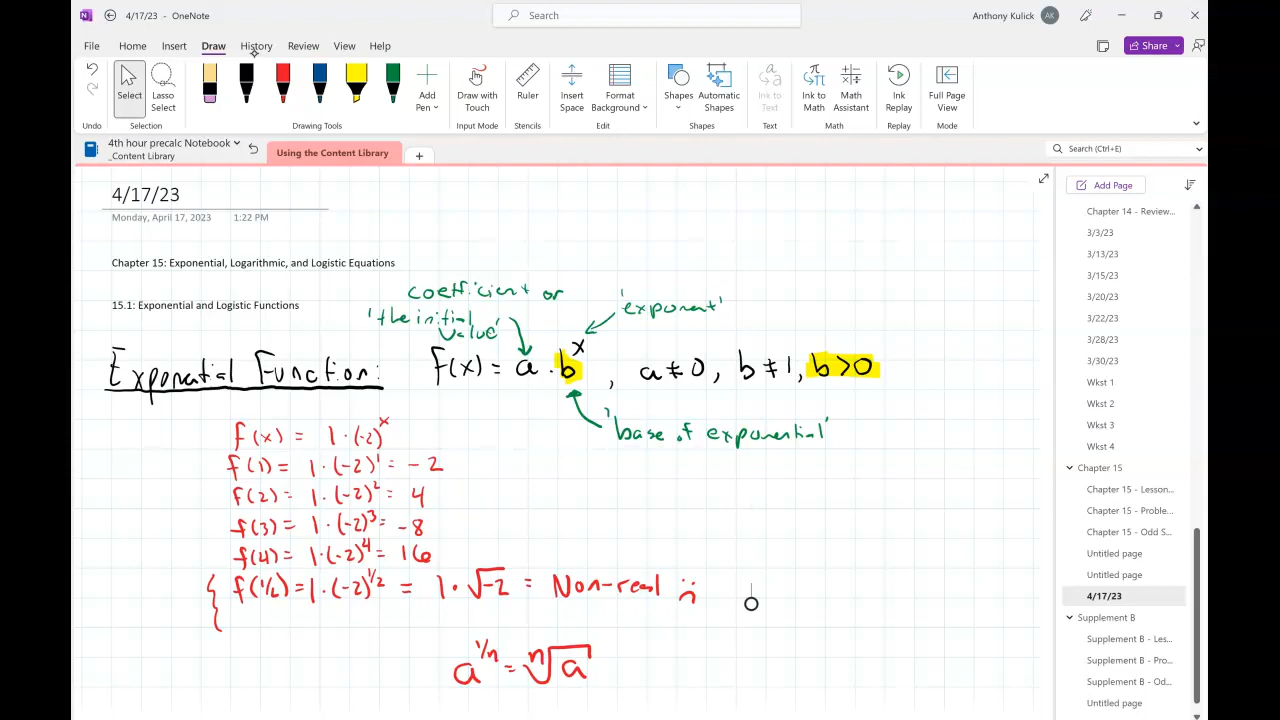 4/17/23 - OneNote
Search
Anthony Kulick AK
File Home Insert Draw History Review View Help
Share
Select
Lasso Select
Add Pen
Draw with Touch
Ruler
Insert Space
Format Background
Shapes
Automatic Shapes
Ink to Text
Ink to Math
Math Assistant
Ink Replay
Full Page View
Undo Selection Drawing Tools Input Mode Stencils Edit Shapes Text Math Replay Mode
4th hour precalc Notebook
_Content Library
Using the Content Library
+
Search (Ctrl+E)
4/17/23
Monday, April 17, 2023 1:22 PM
Chapter 15: Exponential, Logarithmic, and Logistic Equations
15.1: Exponential and Logistic Functions
coefficient or
'the initial value'
'exponent'
Exponential Function: f(x) = a · b^x , a ≠ 0, b ≠ 1, b > 0
'base of exponential'
f(x) = 1·(-2)^x
f(1) = 1·(-2)^1 = -2
f(2) = 1·(-2)^2 = 4
f(3) = 1·(-2)^3 = -8
f(4) = 1·(-2)^4 = 16
f(1/2) = 1·(-2)^1/2 = 1·√-2 = Non-real
a^1/n = ⁿ√a
Add Page
Chapter 14 - Review...
3/3/23
3/13/23
3/15/23
3/20/23
3/22/23
3/28/23
3/30/23
Wkst 1
Wkst 2
Wkst 3
Wkst 4
Chapter 15
Chapter 15 - Lesson...
Chapter 15 - Proble...
Chapter 15 - Odd S...
Untitled page
Untitled page
4/17/23
Supplement B
Supplement B - Les...
Supplement B - Pro...
Supplement B - Od...
Untitled page